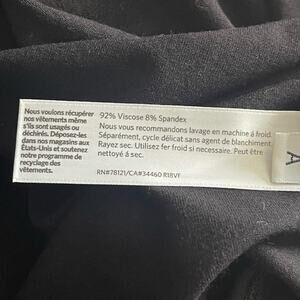 Nous voulons récupérer
nos vêtements même
s'ils sont usagés ou
déchirés. Déposez-les
dans nos magasins aux
États-Unis et soutenez
notre programme de
recyclage des
vêtements.
92% Viscose 8% Spandex
Nous vous recommandons lavage en machine á froid.
Séparément, cycle délicat sans agent de blanchiment.
Rayez sec. Utilisez fer froid si necessaire. Peut être
nettoyé á sec.
RN#78121/CA#34460 R18VF
A